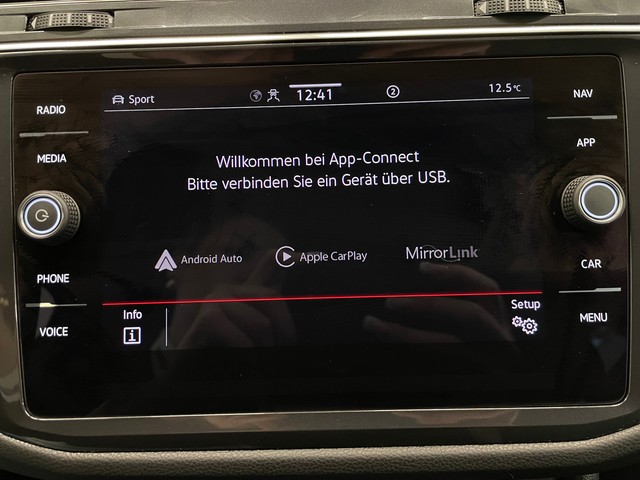 RADIO
MEDIA
PHONE
VOICE
Sport
12:41
2
12.5°C
Willkommen bei App-Connect
Bitte verbinden Sie ein Gerät über USB.
Android Auto
Apple CarPlay
MirrorLink
Info
i
Setup
NAV
APP
CAR
MENU